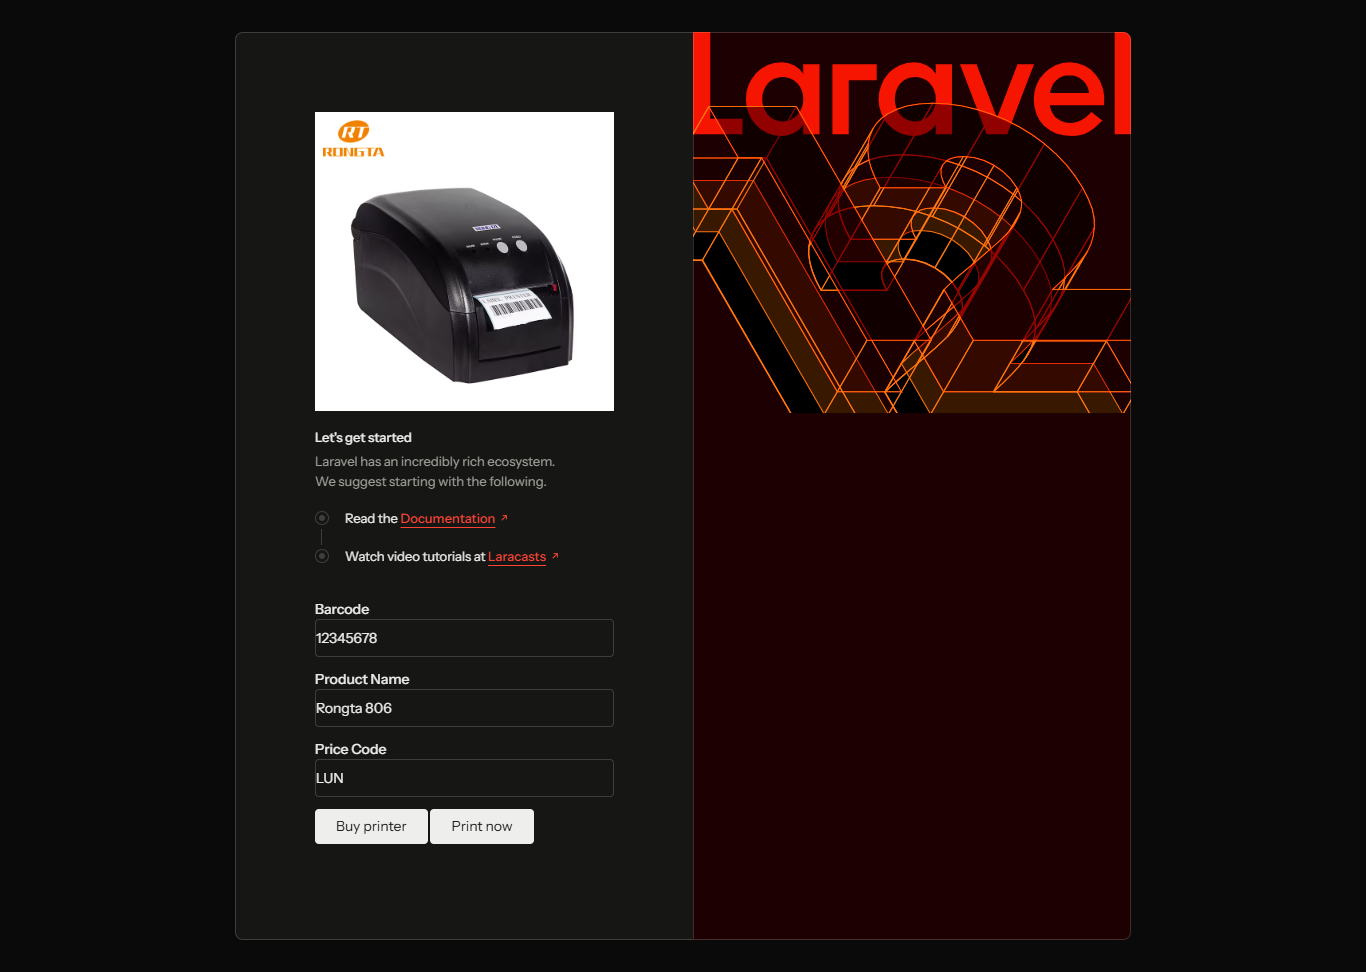 RT
RONGTA
LABEL PRINTER
Let's get started
Laravel has an incredibly rich ecosystem.
We suggest starting with the following.
Read the Documentation
Watch video tutorials at Laracasts
Barcode
12345678
Product Name
Rongta 806
Price Code
LUN
Buy printer
Print now
Laravel